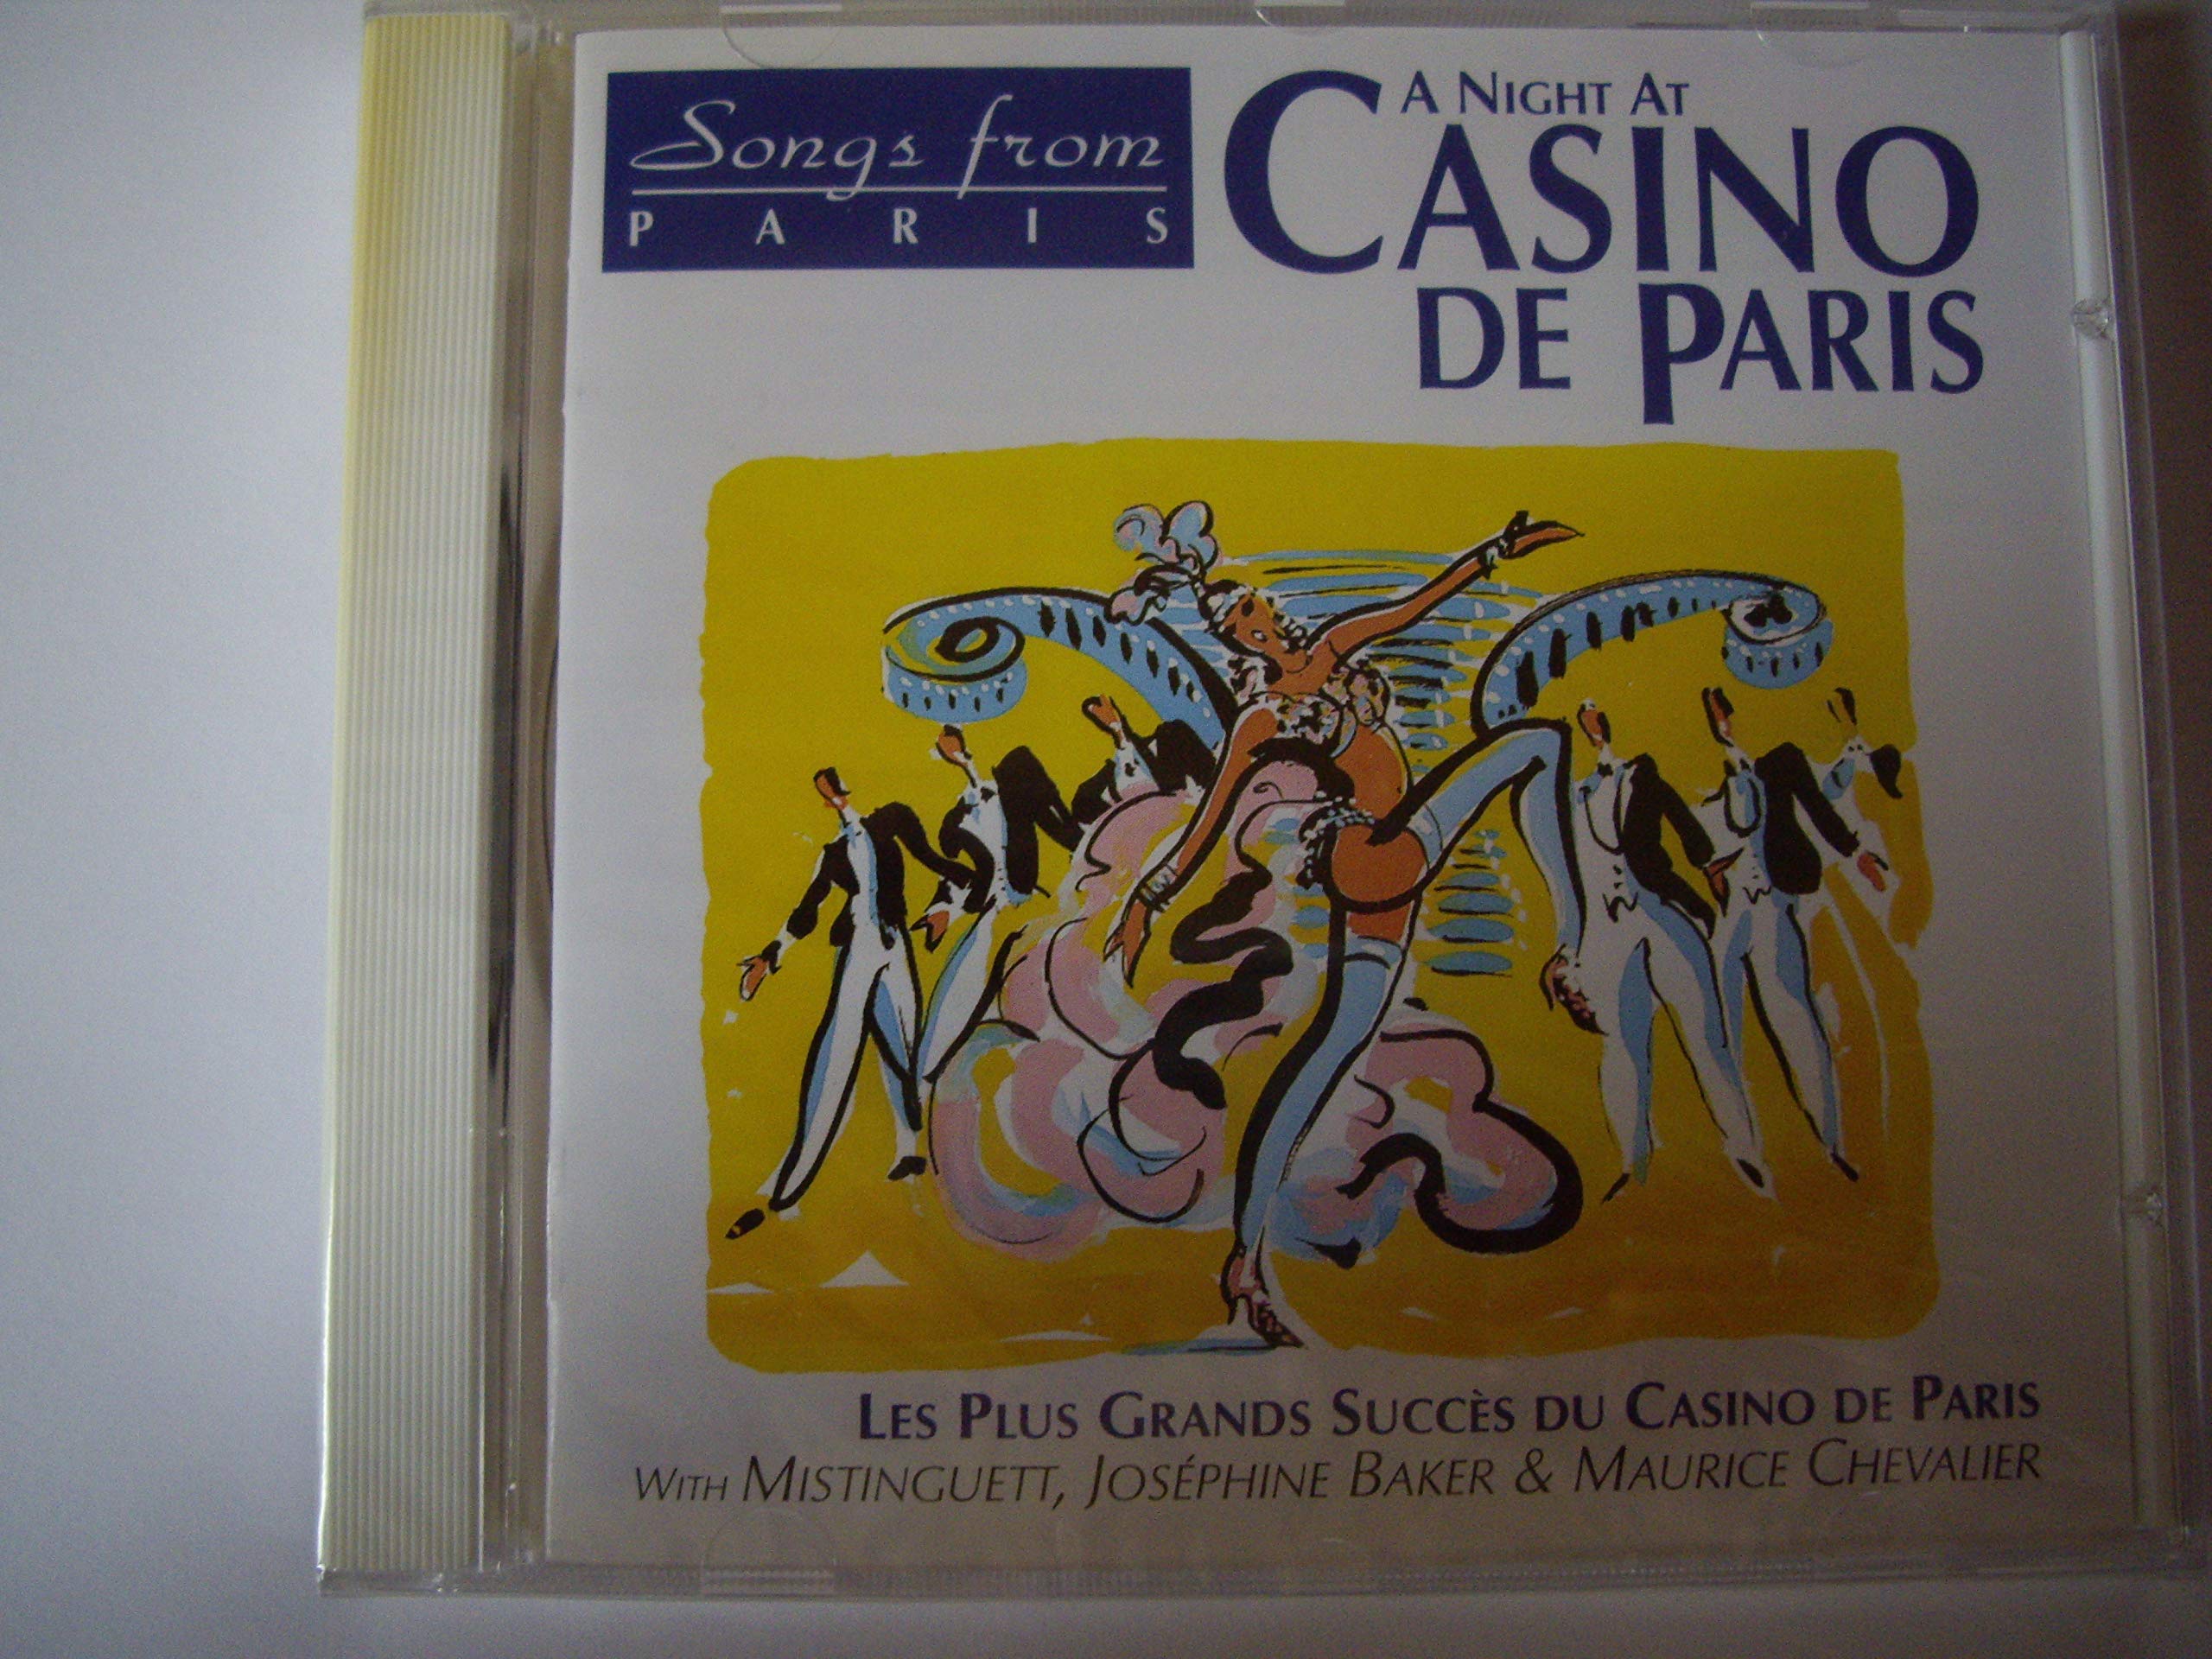 Songs from
PARIS
A NIGHT AT
CASINO
DE PARIS
LES PLUS GRANDS SUCCÈS DU CASINO DE PARIS
WITH MISTINGUETT, JOSÉPHINE BAKER & MAURICE CHEVALIER